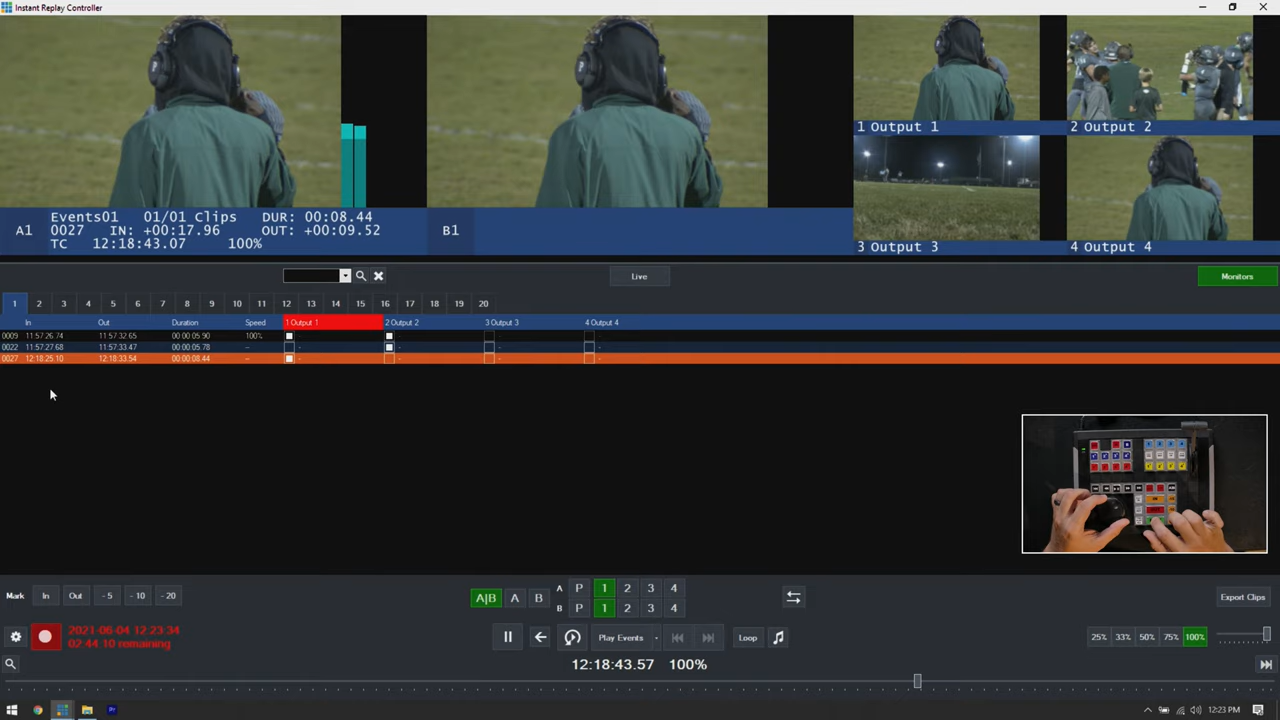 Instant Replay Controller
A1
Events01 01/01 Clips DUR: 00:08.44
0027 IN: +00:17.96 OUT: +00:09.52
TC 12:18:43.07 100%
B1
1 Output 1
2 Output 2
3 Output 3
4 Output 4
Live
Monitors
1 2 3 4 5 6 7 8 9 10 11 12 13 14 15 16 17 18 19 20
In Out Duration Speed 1 Output 1 2 Output 2 3 Output 3 4 Output 4
0009 11:57:26.74 11:57:32.65 00:00:05.90 100% - - - -
0022 11:57:27.68 11:57:33.47 00:00:05.78 -- - - - -
0027 12:18:25.10 12:18:33.54 00:00:08.44 -- - - - -
Mark In Out - 5 - 10 - 20
A|B A B
A P 1 2 3 4
B P 1 2 3 4
Export Clips
2021-06-04 12:23:34
02:44:10 remaining
Play Events
Loop
25% 33% 50% 75% 100%
12:18:43.57 100%
12:23 PM